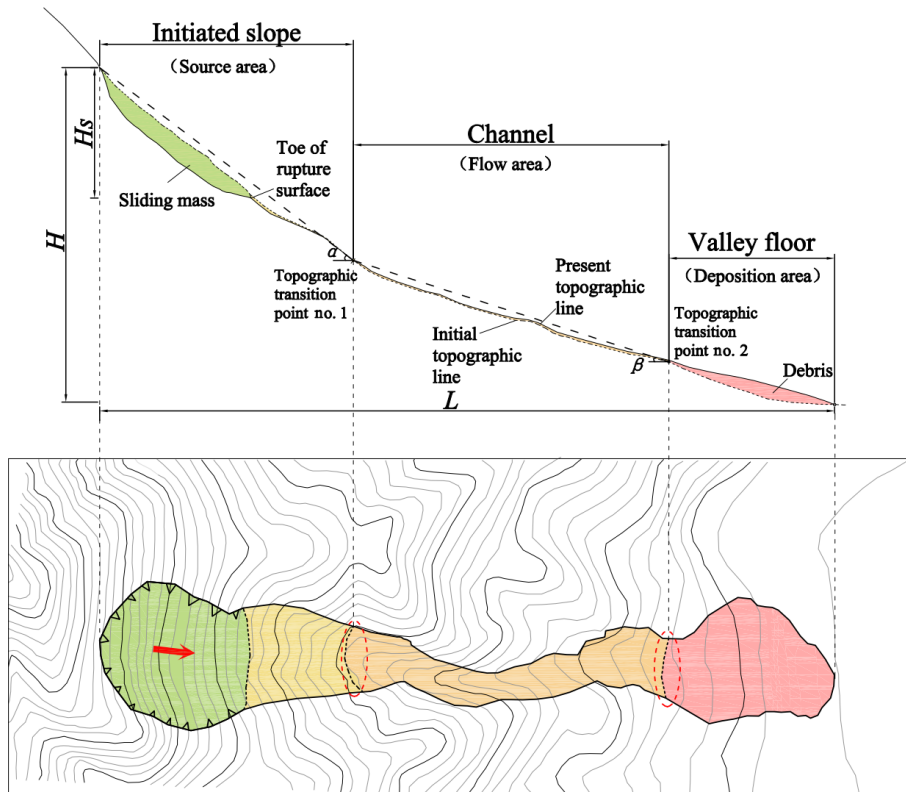 Initiated slope
（Source area）
H
Hs
Toe of
rupture
surface
Sliding mass
Channel
（Flow area）
α
Topographic
transition
point no. 1
Present
topographic
line
Initial
topographic
line
β
Valley floor
（Deposition area）
Topographic
transition
point no. 2
Debris
L